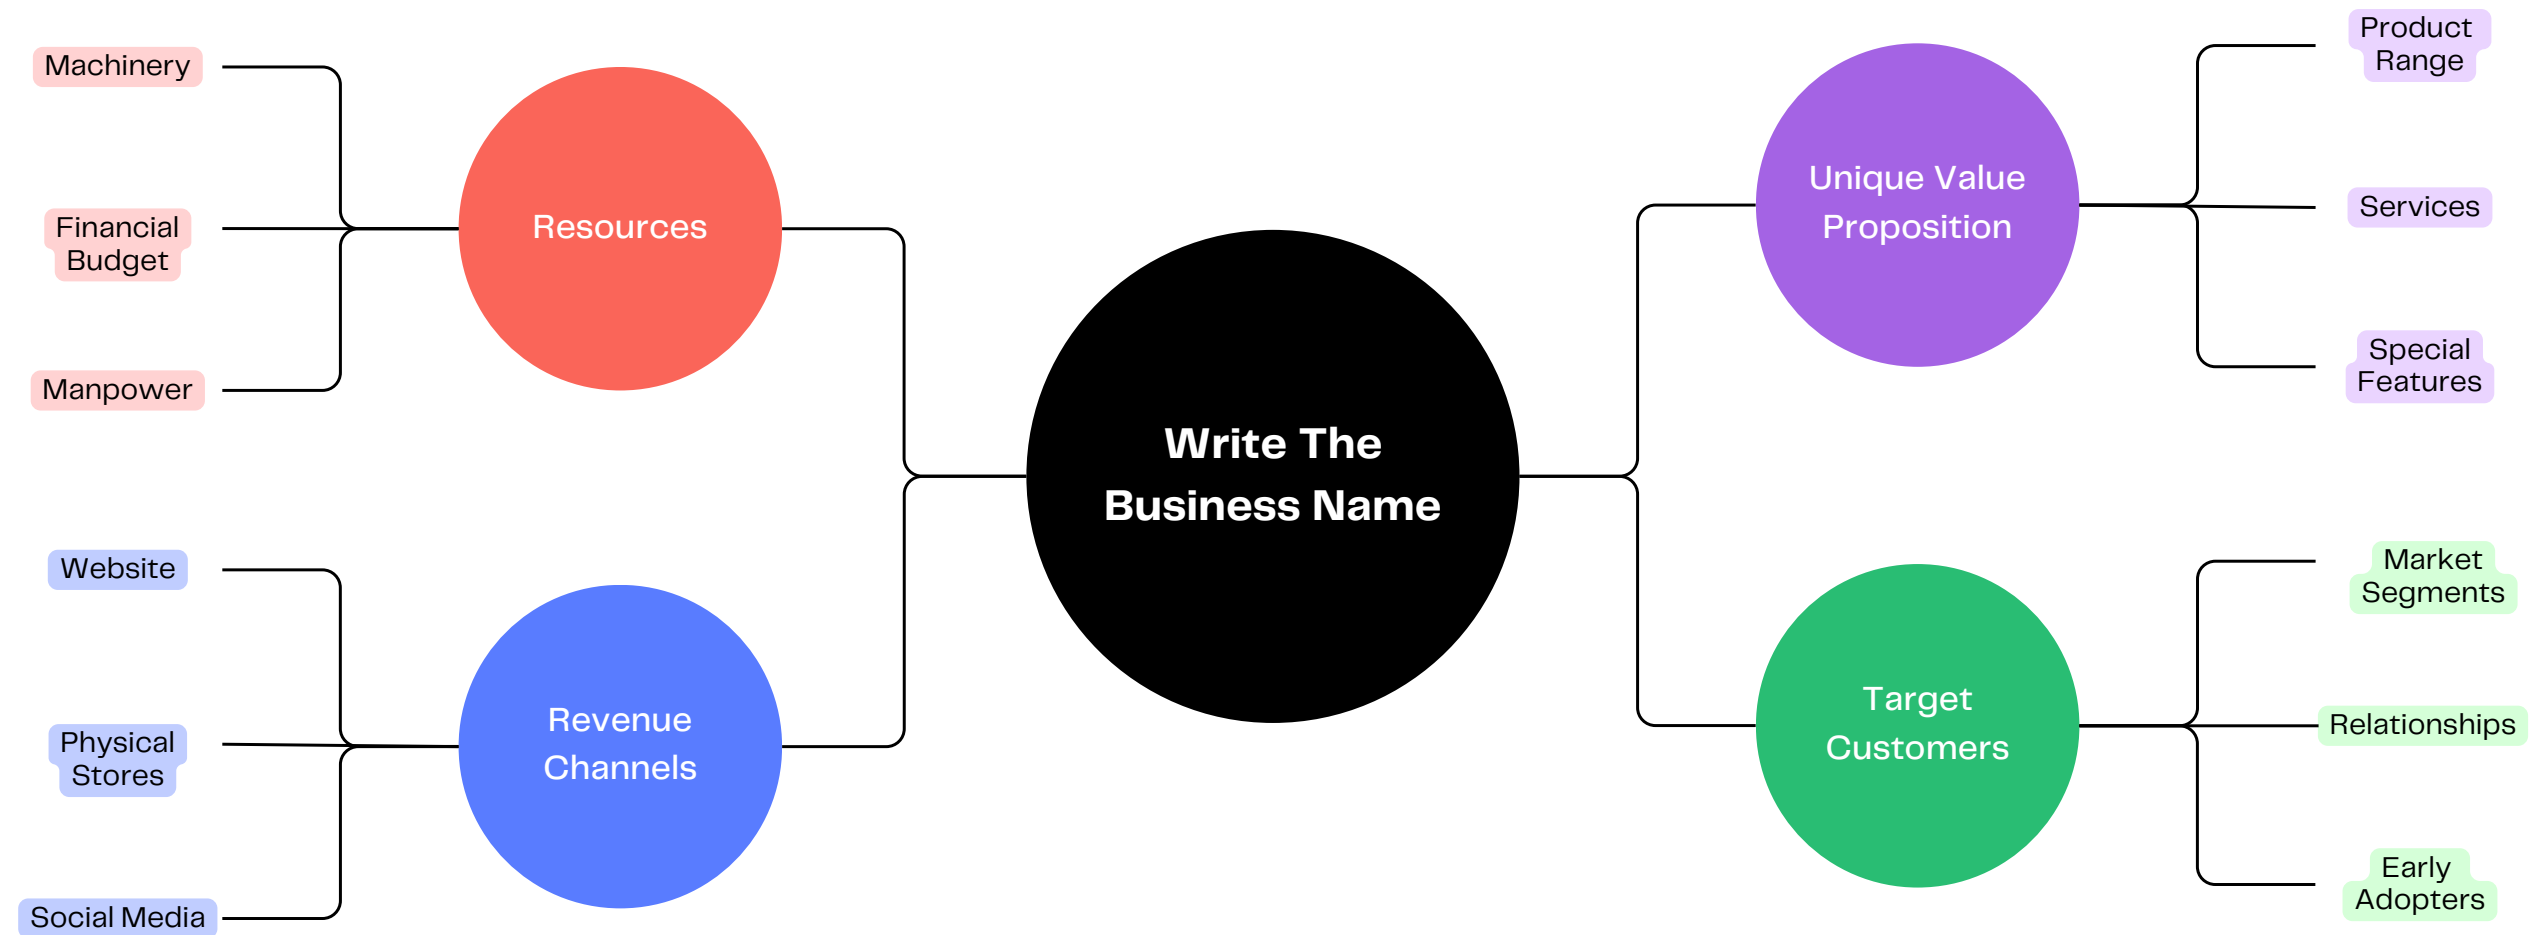 Machinery
Financial
Budget
Manpower
Resources
Website
Physical
Stores
Social Media
Revenue
Channels
Write The
Business Name
Unique Value
Proposition
Product
Range
Services
Special
Features
Target
Customers
Market
Segments
Relationships
Early
Adopters